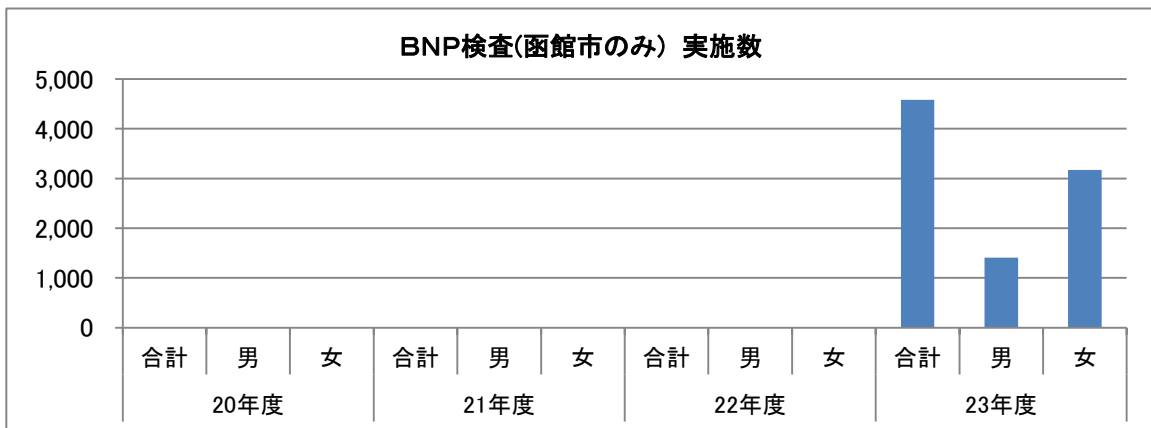 BNP検査(函館市のみ) 実施数
5,000
4,000
3,000
2,000
1,000
0
合計 男 女 合計 男 女 合計 男 女 合計 男 女
20年度 21年度 22年度 23年度